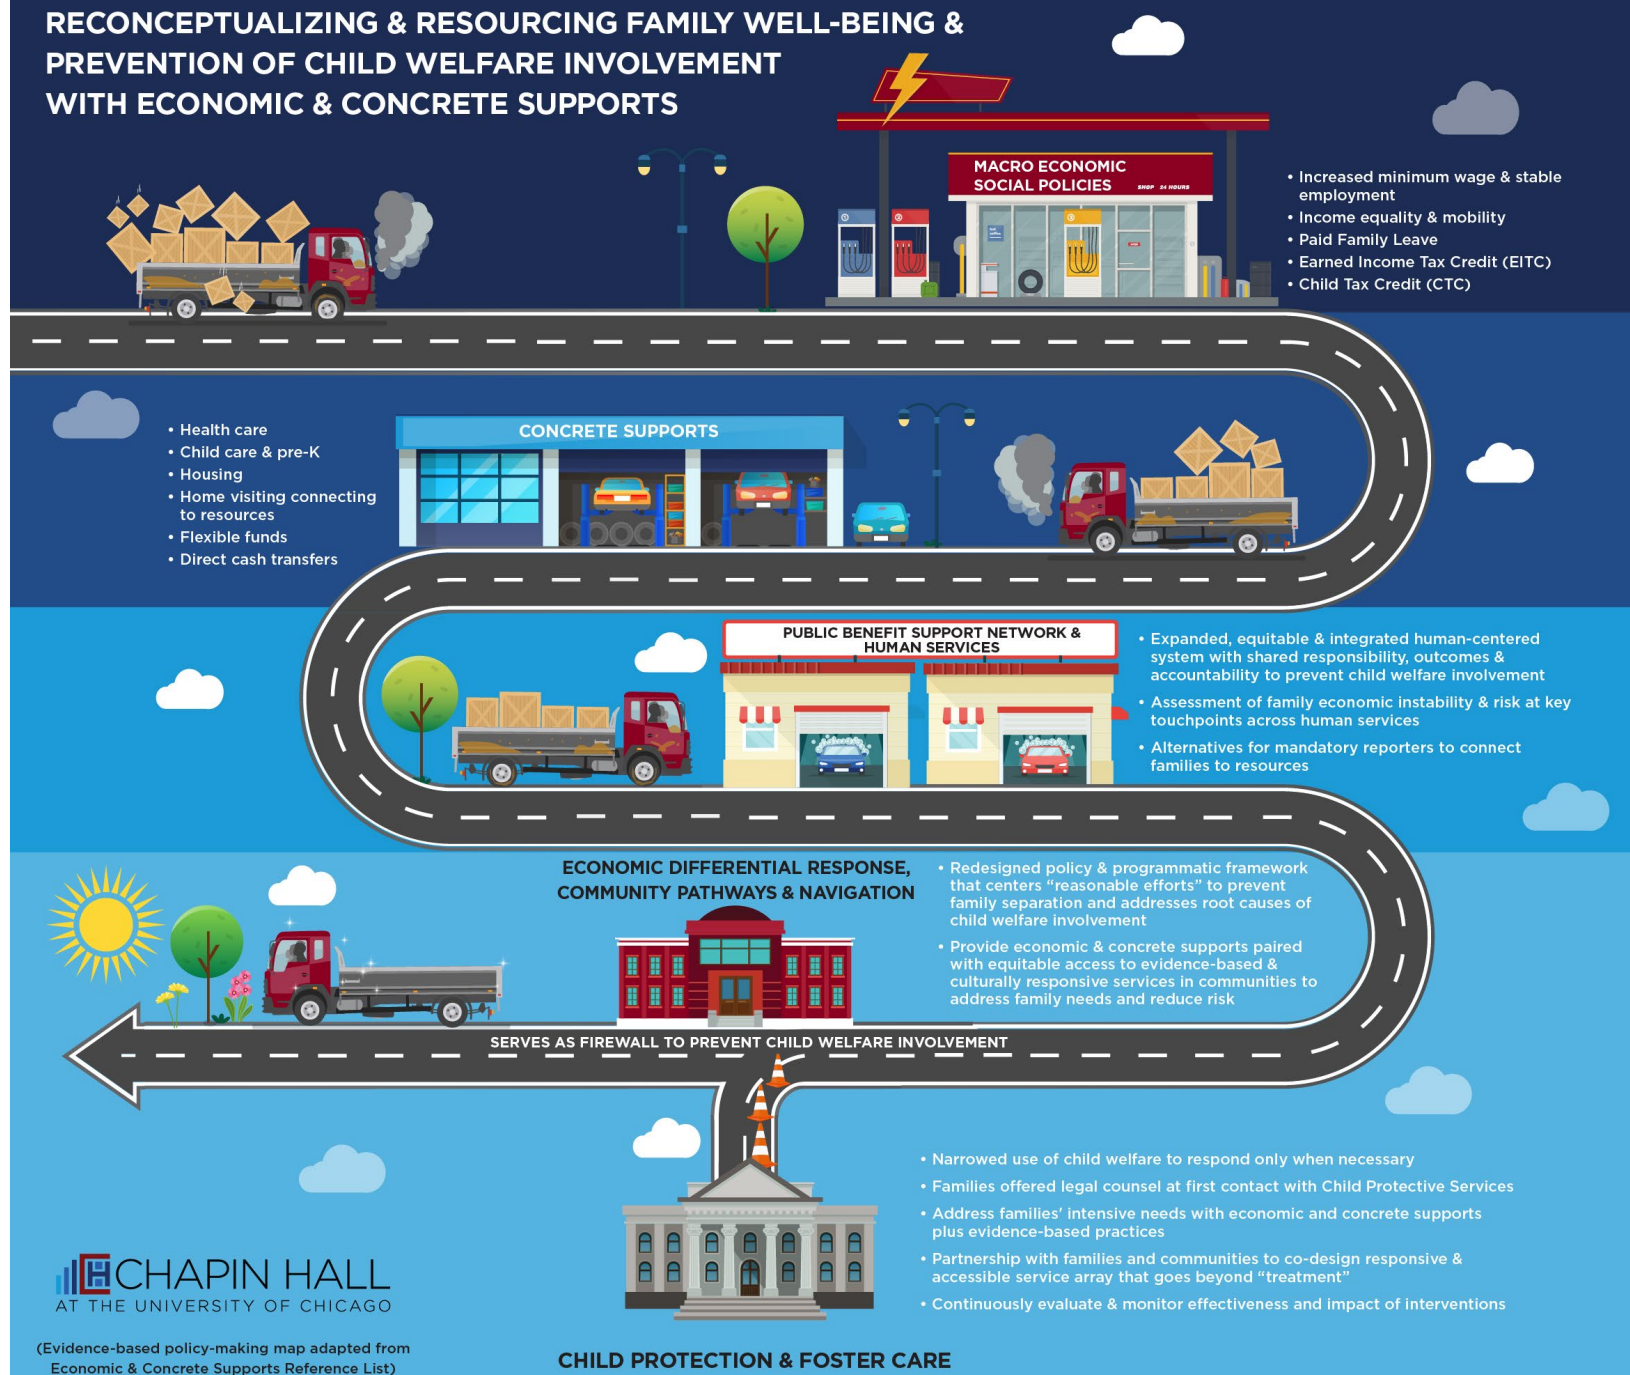 RECONCEPTUALIZING & RESOURCING FAMILY WELL-BEING &
PREVENTION OF CHILD WELFARE INVOLVEMENT
WITH ECONOMIC & CONCRETE SUPPORTS
MACRO ECONOMIC
SOCIAL POLICIES
SHOP 24 HOURS
1
2
3
• Increased minimum wage & stable
employment
• Income equality & mobility
• Paid Family Leave
• Earned Income Tax Credit (EITC)
• Child Tax Credit (CTC)
• Health care
• Child care & pre-K
• Housing
• Home visiting connecting
to resources
• Flexible funds
• Direct cash transfers
CONCRETE SUPPORTS
PUBLIC BENEFIT SUPPORT NETWORK &
HUMAN SERVICES
• Expanded, equitable & integrated human-centered
system with shared responsibility, outcomes &
accountability to prevent child welfare involvement
• Assessment of family economic instability & risk at key
touchpoints across human services
• Alternatives for mandatory reporters to connect
families to resources
ECONOMIC DIFFERENTIAL RESPONSE,
COMMUNITY PATHWAYS & NAVIGATION
• Redesigned policy & programmatic framework
that centers “reasonable efforts” to prevent
family separation and addresses root causes of
child welfare involvement
• Provide economic & concrete supports paired
with equitable access to evidence-based &
culturally responsive services in communities to
address family needs and reduce risk
SERVES AS FIREWALL TO PREVENT CHILD WELFARE INVOLVEMENT
• Narrowed use of child welfare to respond only when necessary
• Families offered legal counsel at first contact with Child Protective Services
• Address families' intensive needs with economic and concrete supports
plus evidence-based practices
• Partnership with families and communities to co-design responsive &
accessible service array that goes beyond “treatment”
• Continuously evaluate & monitor effectiveness and impact of interventions
CHAPIN HALL
AT THE UNIVERSITY OF CHICAGO
(Evidence-based policy-making map adapted from
Economic & Concrete Supports Reference List)
CHILD PROTECTION & FOSTER CARE